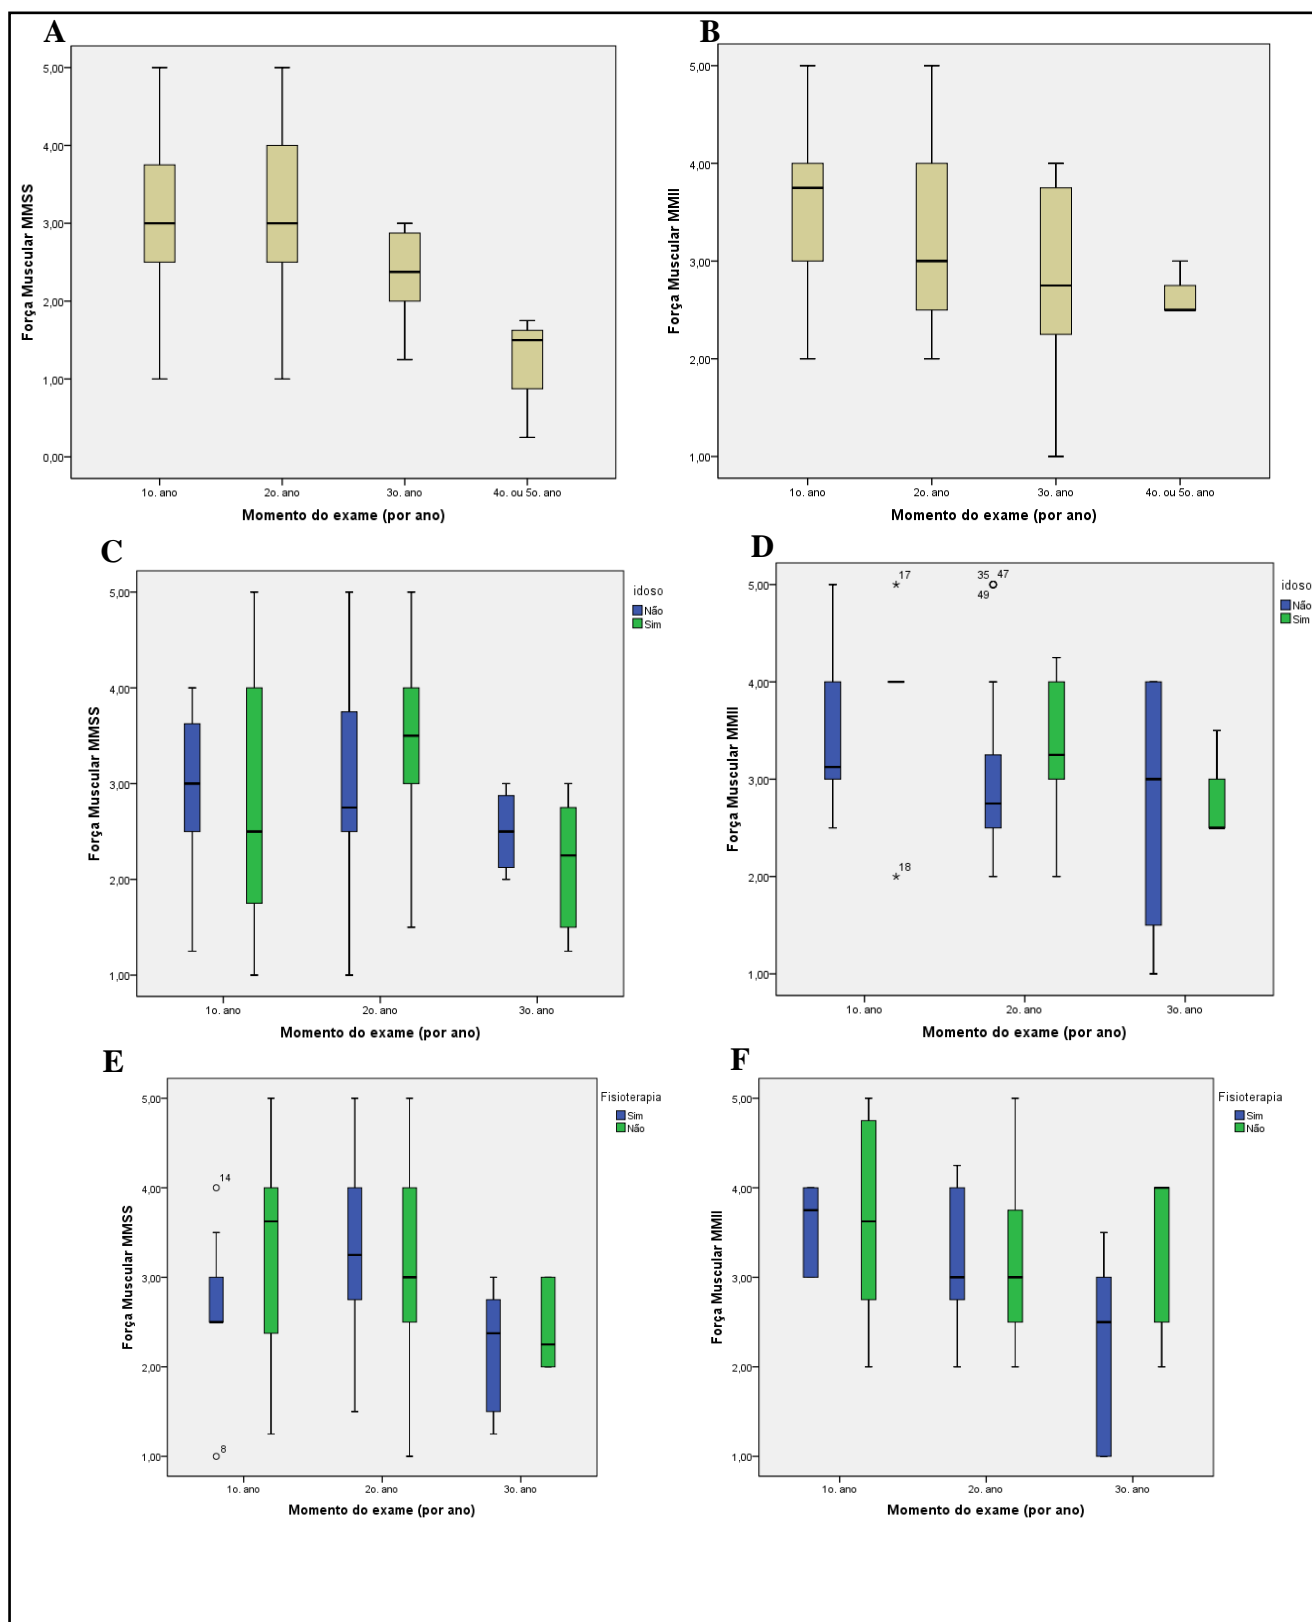 A
5,00
4,00
3,00
2,00
1,00
0,00
Força Muscular MMSS
1o. ano 2o. ano 3o. ano 4o. ou 5o. ano
Momento do exame (por ano)
B
5,00
4,00
3,00
2,00
1,00
Força Muscular MMII
1o. ano 2o. ano 3o. ano 4o. ou 5o. ano
Momento do exame (por ano)
C
5,00
4,00
3,00
2,00
1,00
Força Muscular MMSS
idoso
Não
Sim
1o. ano 2o. ano 3o. ano
Momento do exame (por ano)
D
5,00
4,00
3,00
2,00
1,00
Força Muscular MMII
17
18
35 47
49
idoso
Não
Sim
1o. ano 2o. ano 3o. ano
Momento do exame (por ano)
E
5,00
4,00
3,00
2,00
1,00
Força Muscular MMSS
14
8
Fisioterapia
Sim
Não
1o. ano 2o. ano 3o. ano
Momento do exame (por ano)
F
5,00
4,00
3,00
2,00
1,00
Força Muscular MMII
Fisioterapia
Sim
Não
1o. ano 2o. ano 3o. ano
Momento do exame (por ano)